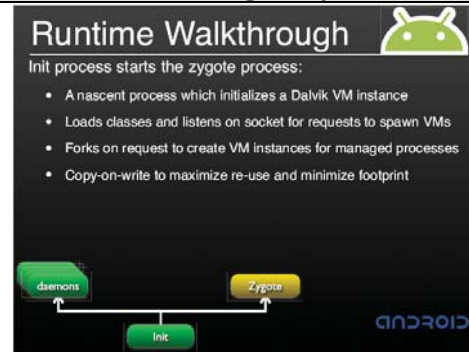 Runtime Walkthrough
Init process starts the zygote process:
• A nascent process which initializes a Dalvik VM instance
• Loads classes and listens on socket for requests to spawn VMs
• Forks on request to create VM instances for managed processes
• Copy-on-write to maximize re-use and minimize footprint
daemons
Zygote
Init
ANDROID